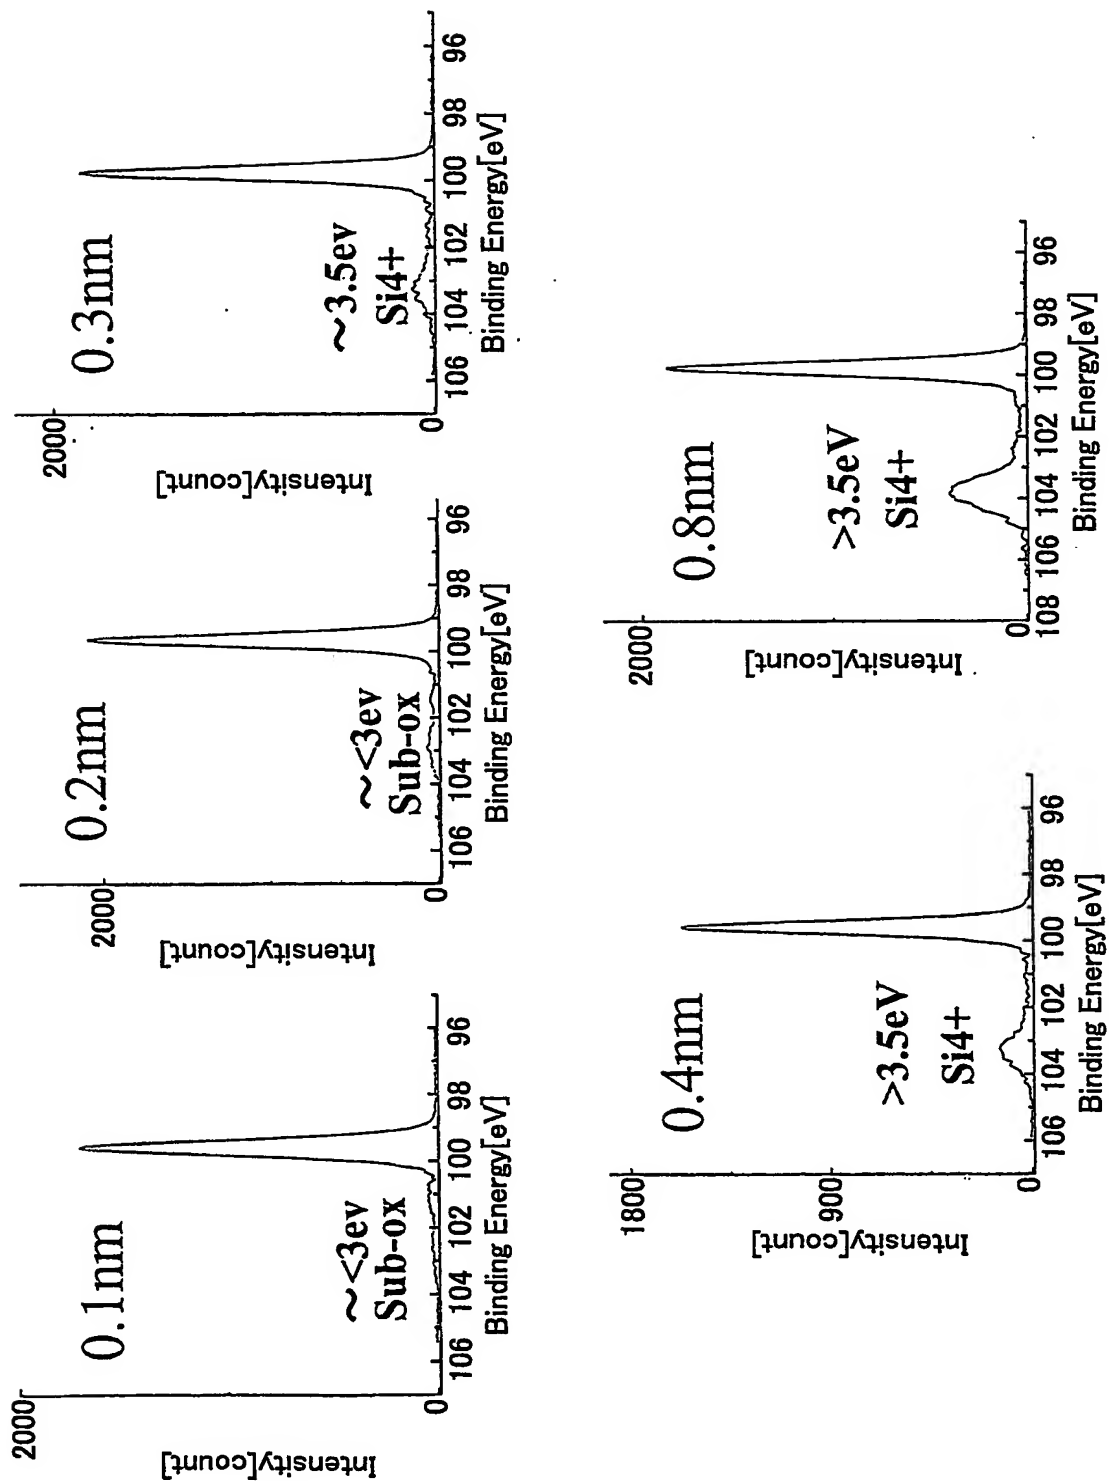 Intensity[count]
2000
0
0.1nm
~<3ev
Sub-ox
106 104 102 100 98 96
Binding Energy[eV]
Intensity[count]
2000
0
0.2nm
~<3ev
Sub-ox
106 104 102 100 98 96
Binding Energy[eV]
Intensity[count]
2000
0
0.3nm
~3.5ev
Si4+
106 104 102 100 98 96
Binding Energy[eV]
Intensity[count]
1800
900
0
0.4nm
>3.5eV
Si4+
106 104 102 100 98 96
Binding Energy[eV]
Intensity[count]
2000
0
0.8nm
>3.5eV
Si4+
108 106 104 102 100 98 96
Binding Energy[eV]